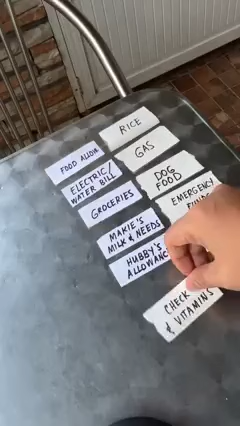 FOOD ALLOW
ELECTRIC/
WATER BILL
GROCERIES
MAKIE'S
MILK & NEEDS
HUBBY'S
ALLOWANC
RICE
GAS
DOG
FOOD
EMERGENCY
CHECK
& VITAMINS